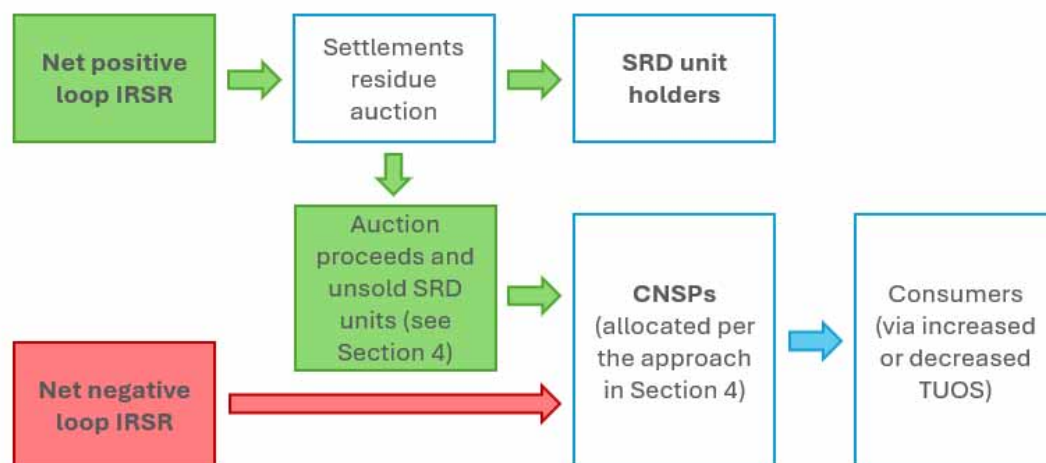 Net positive
loop IRSR
Settlements
residue
auction
SRD unit
holders
Auction
proceeds and
unsold SRD
units (see
Section 4)
CNSPs
(allocated per
the approach
in Section 4)
Consumers
(via increased
or decreased
TUOS)
Net negative
loop IRSR